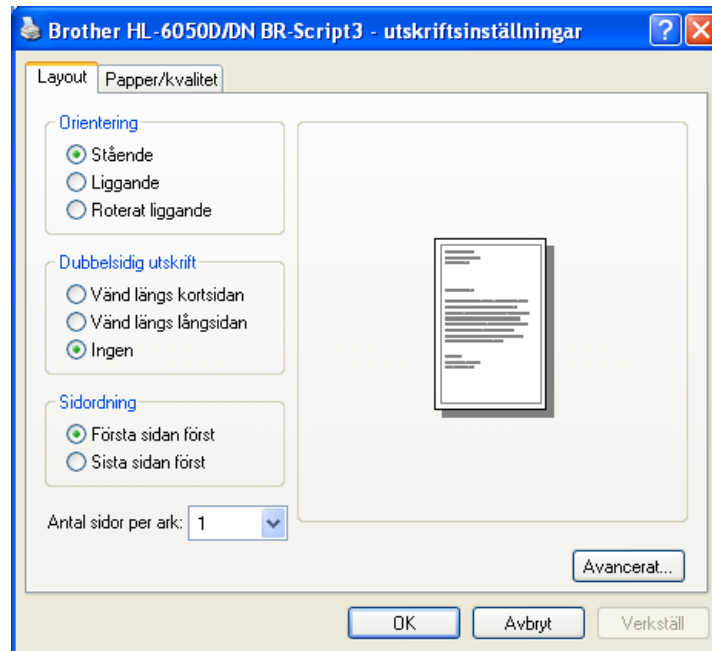 Brother HL-6050D/DN BR-Script3 - utskriftsinställningar
Layout
Papper/kvalitet
Orientering
Stående
Liggande
Roterat liggande
Dubbelsidig utskrift
Vänd längs kortsidan
Vänd längs långsidan
Ingen
Sidordning
Första sidan först
Sista sidan först
Antal sidor per ark: 1
Avancerat...
OK
Avbryt
Verkställ